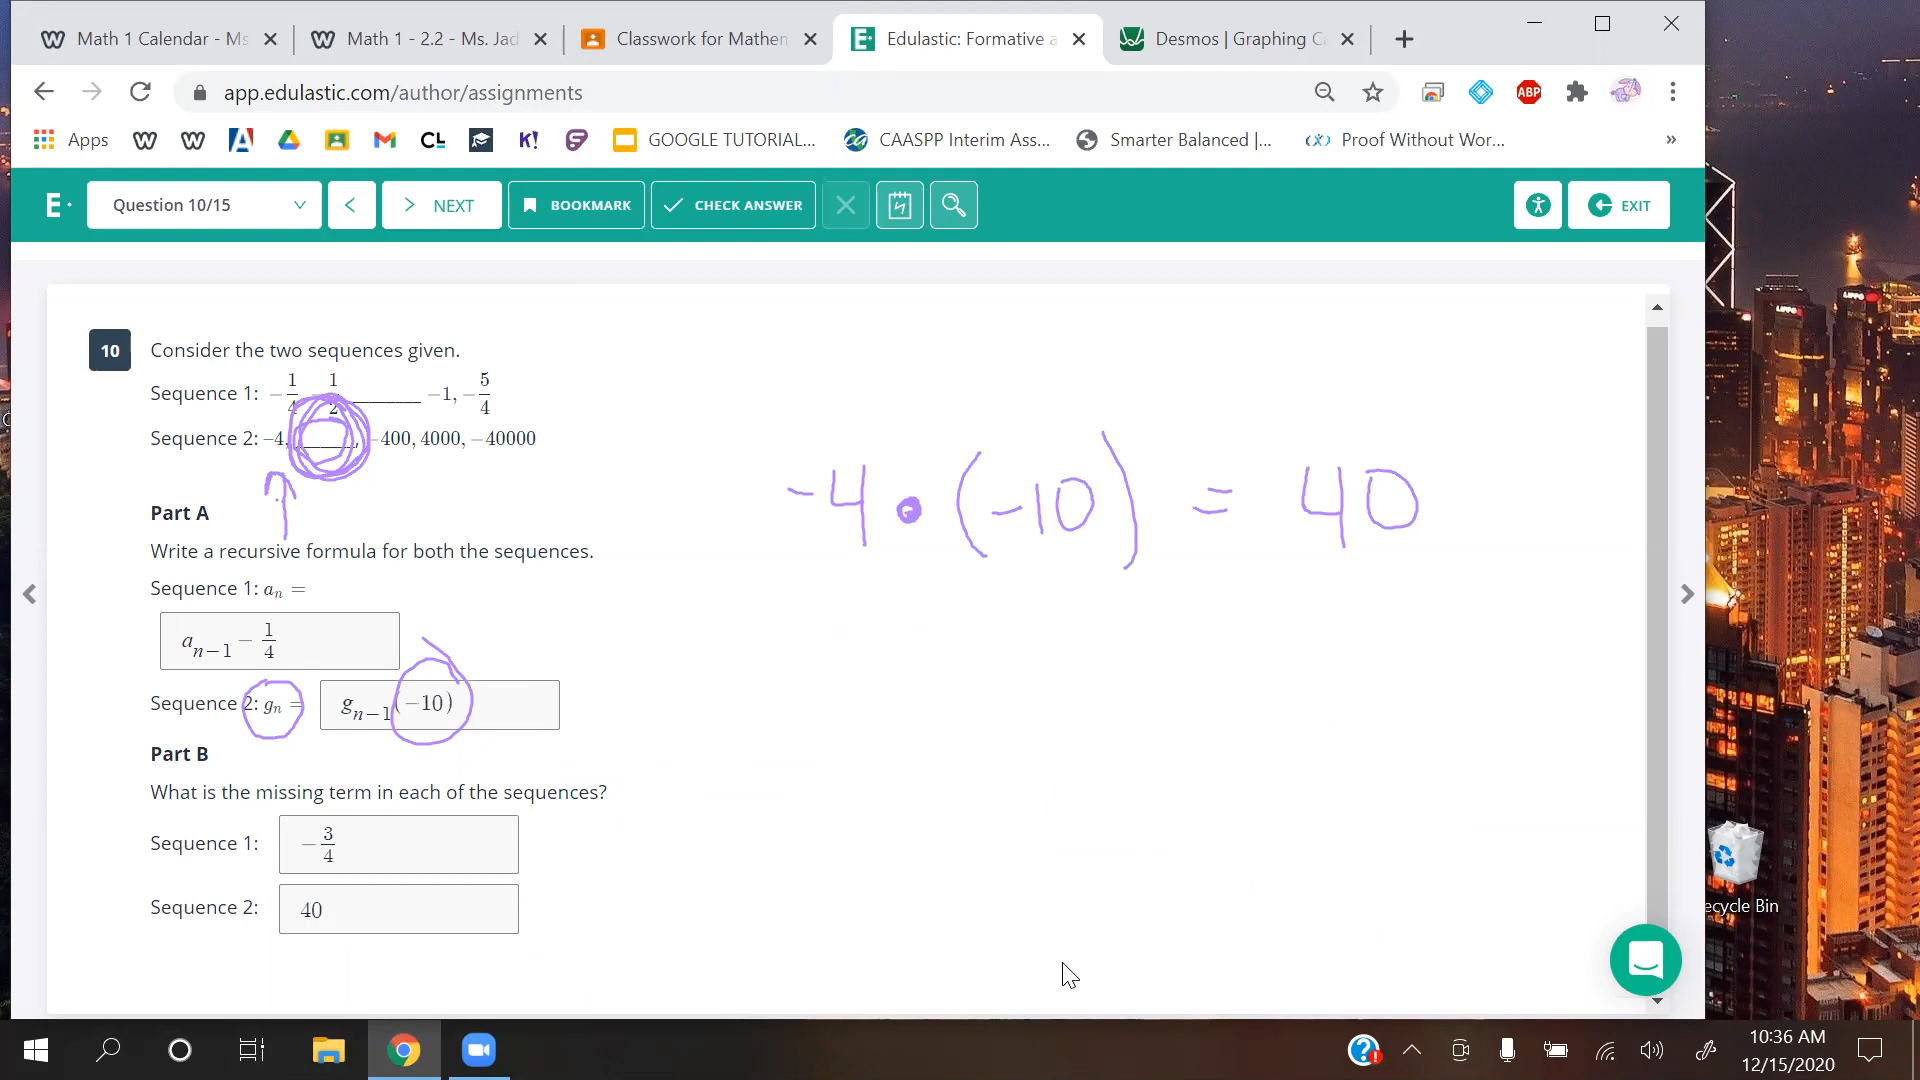 Math 1 Calendar - Ms
Math 1 - 2.2 - Ms. Jad
Classwork for Mathen
Edulastic: Formative a
Desmos | Graphing Ca
app.edulastic.com/author/assignments
ABP
Apps
CL
K!
GOOGLE TUTORIAL...
CAASPP Interim Ass...
Smarter Balanced |...
Proof Without Wor...
»
E
Question 10/15
NEXT
BOOKMARK
CHECK ANSWER
EXIT
10
Consider the two sequences given.
Sequence 1: −1/4, −1/2, ______ −1, −5/4
Sequence 2: −4, ______, −400, 4000, −40000
-4 • (-10) = 40
Part A
Write a recursive formula for both the sequences.
Sequence 1: aₙ =
aₙ₋₁ − 1/4
Sequence 2: gₙ = gₙ₋₁(−10)
Part B
What is the missing term in each of the sequences?
Sequence 1: −3/4
Sequence 2: 40
ecycle Bin
10:36 AM
12/15/2020